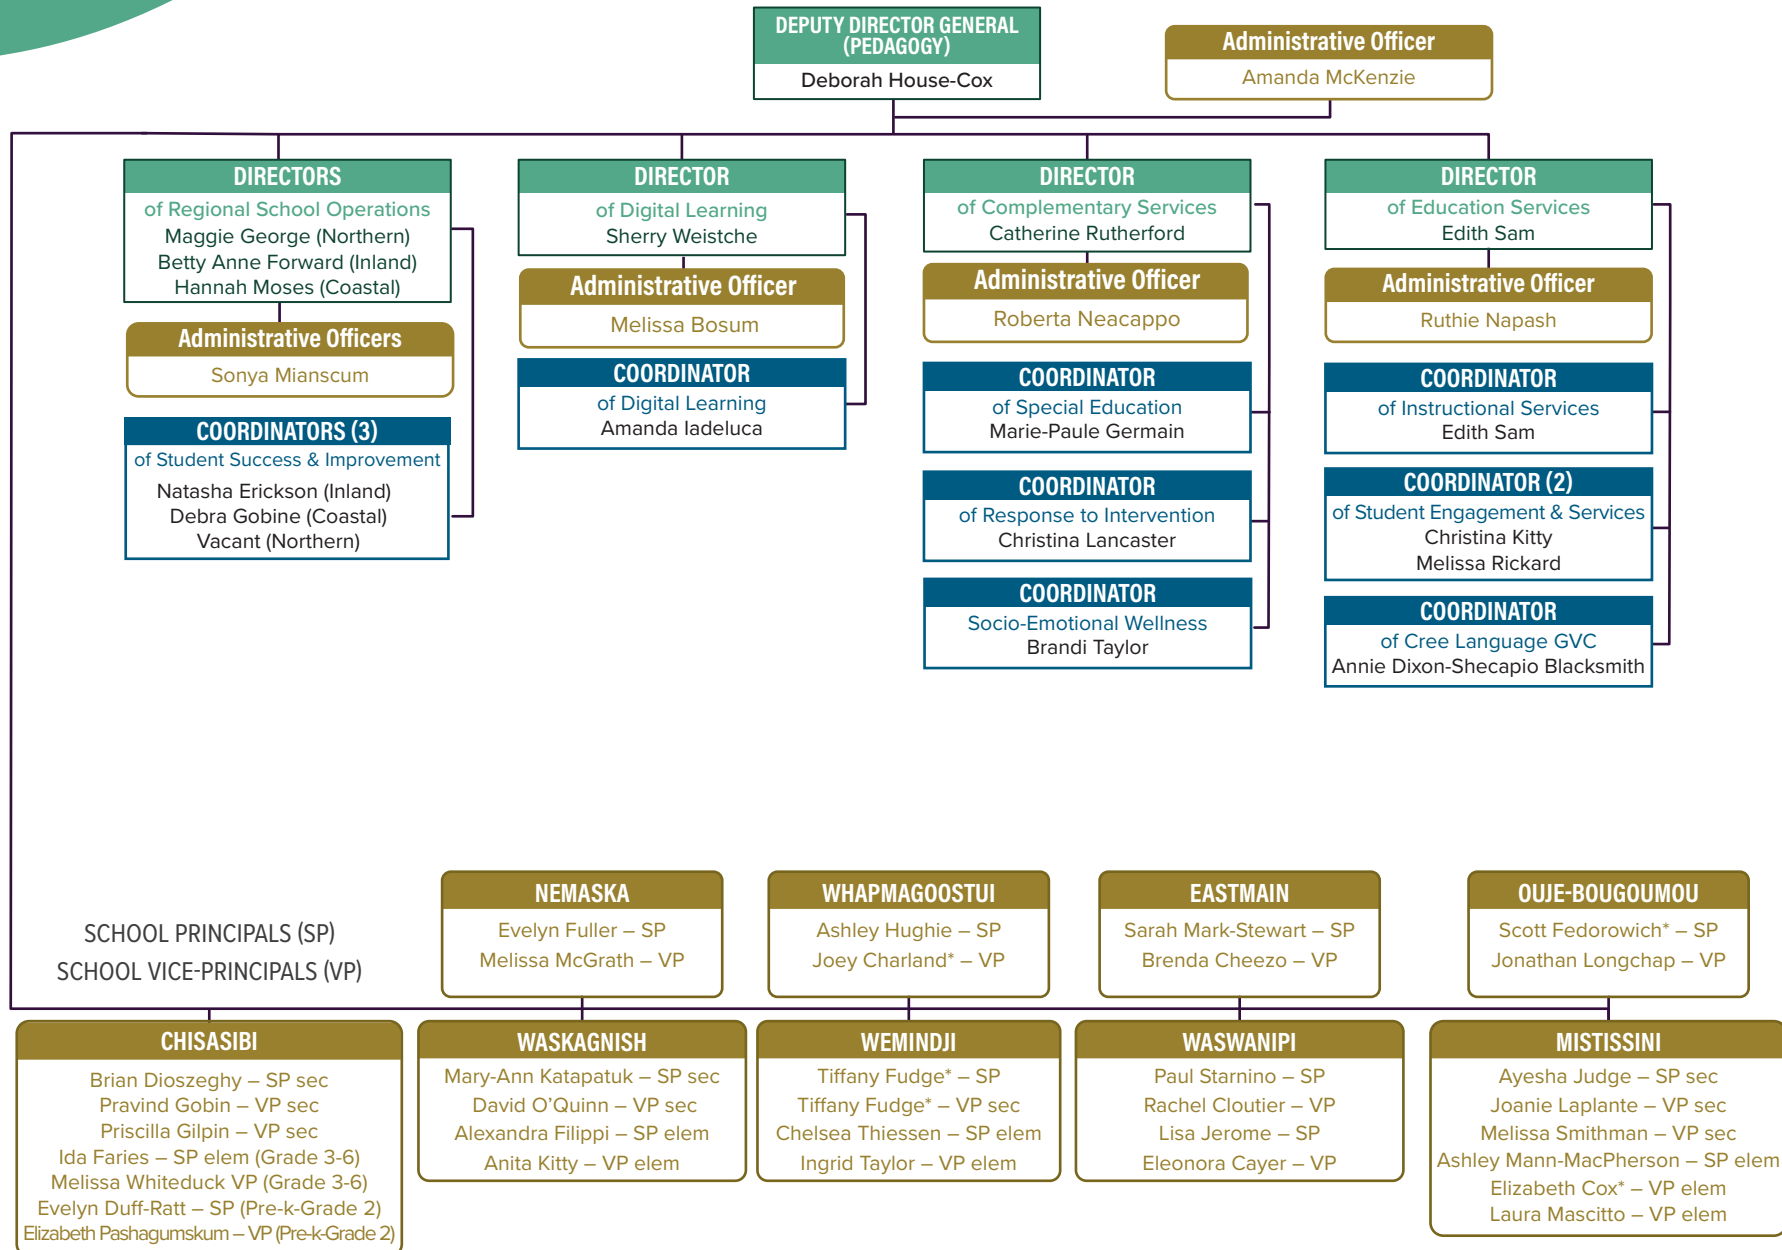 DEPUTY DIRECTOR GENERAL
(PEDAGOGY)
Deborah House-Cox
Administrative Officer
Amanda McKenzie
DIRECTORS
of Regional School Operations
Maggie George (Northern)
Betty Anne Forward (Inland)
Hannah Moses (Coastal)
Administrative Officers
Sonya Mianscum
COORDINATORS (3)
of Student Success & Improvement
Natasha Erickson (Inland)
Debra Gobine (Coastal)
Vacant (Northern)
DIRECTOR
of Digital Learning
Sherry Weistche
Administrative Officer
Melissa Bosum
COORDINATOR
of Digital Learning
Amanda Iadeluca
DIRECTOR
of Complementary Services
Catherine Rutherford
Administrative Officer
Roberta Neacappo
COORDINATOR
of Special Education
Marie-Paule Germain
COORDINATOR
of Response to Intervention
Christina Lancaster
COORDINATOR
Socio-Emotional Wellness
Brandi Taylor
DIRECTOR
of Education Services
Edith Sam
Administrative Officer
Ruthie Napash
COORDINATOR
of Instructional Services
Edith Sam
COORDINATOR (2)
of Student Engagement & Services
Christina Kitty
Melissa Rickard
COORDINATOR
of Cree Language GVC
Annie Dixon-Shecapio Blacksmith
SCHOOL PRINCIPALS (SP)
SCHOOL VICE-PRINCIPALS (VP)
NEMASKA
Evelyn Fuller – SP
Melissa McGrath – VP
WHAPMAGOOSTUI
Ashley Hughie – SP
Joey Charland* – VP
EASTMAIN
Sarah Mark-Stewart – SP
Brenda Cheezo – VP
OUJE-BOUGOUMOU
Scott Fedorowich* – SP
Jonathan Longchap – VP
CHISASIBI
Brian Dioszeghy – SP sec
Pravind Gobin – VP sec
Priscilla Gilpin – VP sec
Ida Faries – SP elem (Grade 3-6)
Melissa Whiteduck VP (Grade 3-6)
Evelyn Duff-Ratt – SP (Pre-k-Grade 2)
Elizabeth Pashagumskum – VP (Pre-k-Grade 2)
WASKAGNISH
Mary-Ann Katapatuk – SP sec
David O’Quinn – VP sec
Alexandra Filippi – SP elem
Anita Kitty – VP elem
WEMINDJI
Tiffany Fudge* – SP
Tiffany Fudge* – VP sec
Chelsea Thiessen – SP elem
Ingrid Taylor – VP elem
WASWANIPI
Paul Starnino – SP
Rachel Cloutier – VP
Lisa Jerome – SP
Eleonora Cayer – VP
MISTISSINI
Ayesha Judge – SP sec
Joanie Laplante – VP sec
Melissa Smithman – VP sec
Ashley Mann-MacPherson – SP elem
Elizabeth Cox* – VP elem
Laura Mascitto – VP elem